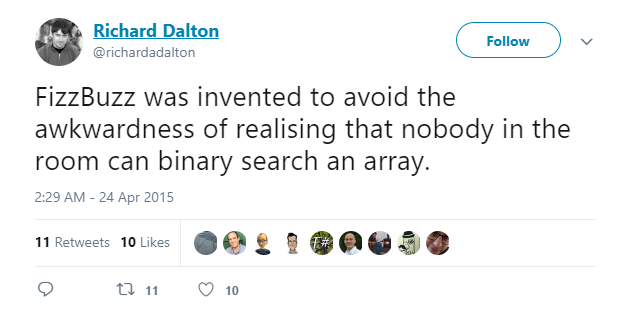 Richard Dalton
@richardadalton
Follow
FizzBuzz was invented to avoid the
awkwardness of realising that nobody in the
room can binary search an array.
2:29 AM - 24 Apr 2015
11 Retweets 10 Likes
F#
11 10